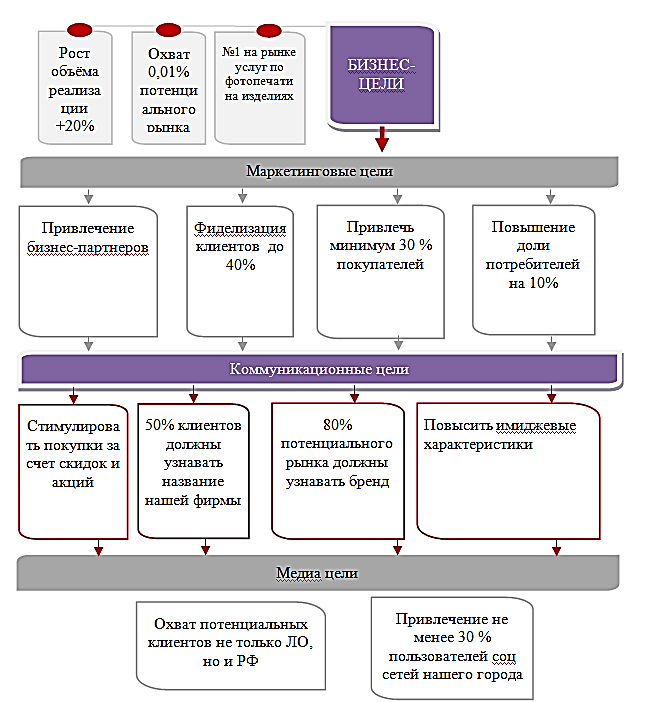 Рост
объёма
реализа
ции
+20%
Охват
0,01%
потенци
ального
рынка
№1 на рынке
услуг по
фотопечати
на изделиях
БИЗНЕС-
ЦЕЛИ
Маркетинговые цели
Привлечение
бизнес-партнеров
Фиделизация
клиентов до
40%
Привлечь
минимум 30 %
покупателей
Повышение
доли
потребителей
на 10%
Коммуникационные цели
Стимулировa
ть покупки за
счет скидок и
акций
50% клиентов
должны
узнавать
название
нашей фирмы
80%
потенциального
рынка должны
узнавать бренд
Повысить имиджевые
характеристики
Медиа цели
Охват потенциальных
клиентов не только ЛО,
но и РФ
Привлечение не
менее 30 %
пользователей соц
сетей нашего города